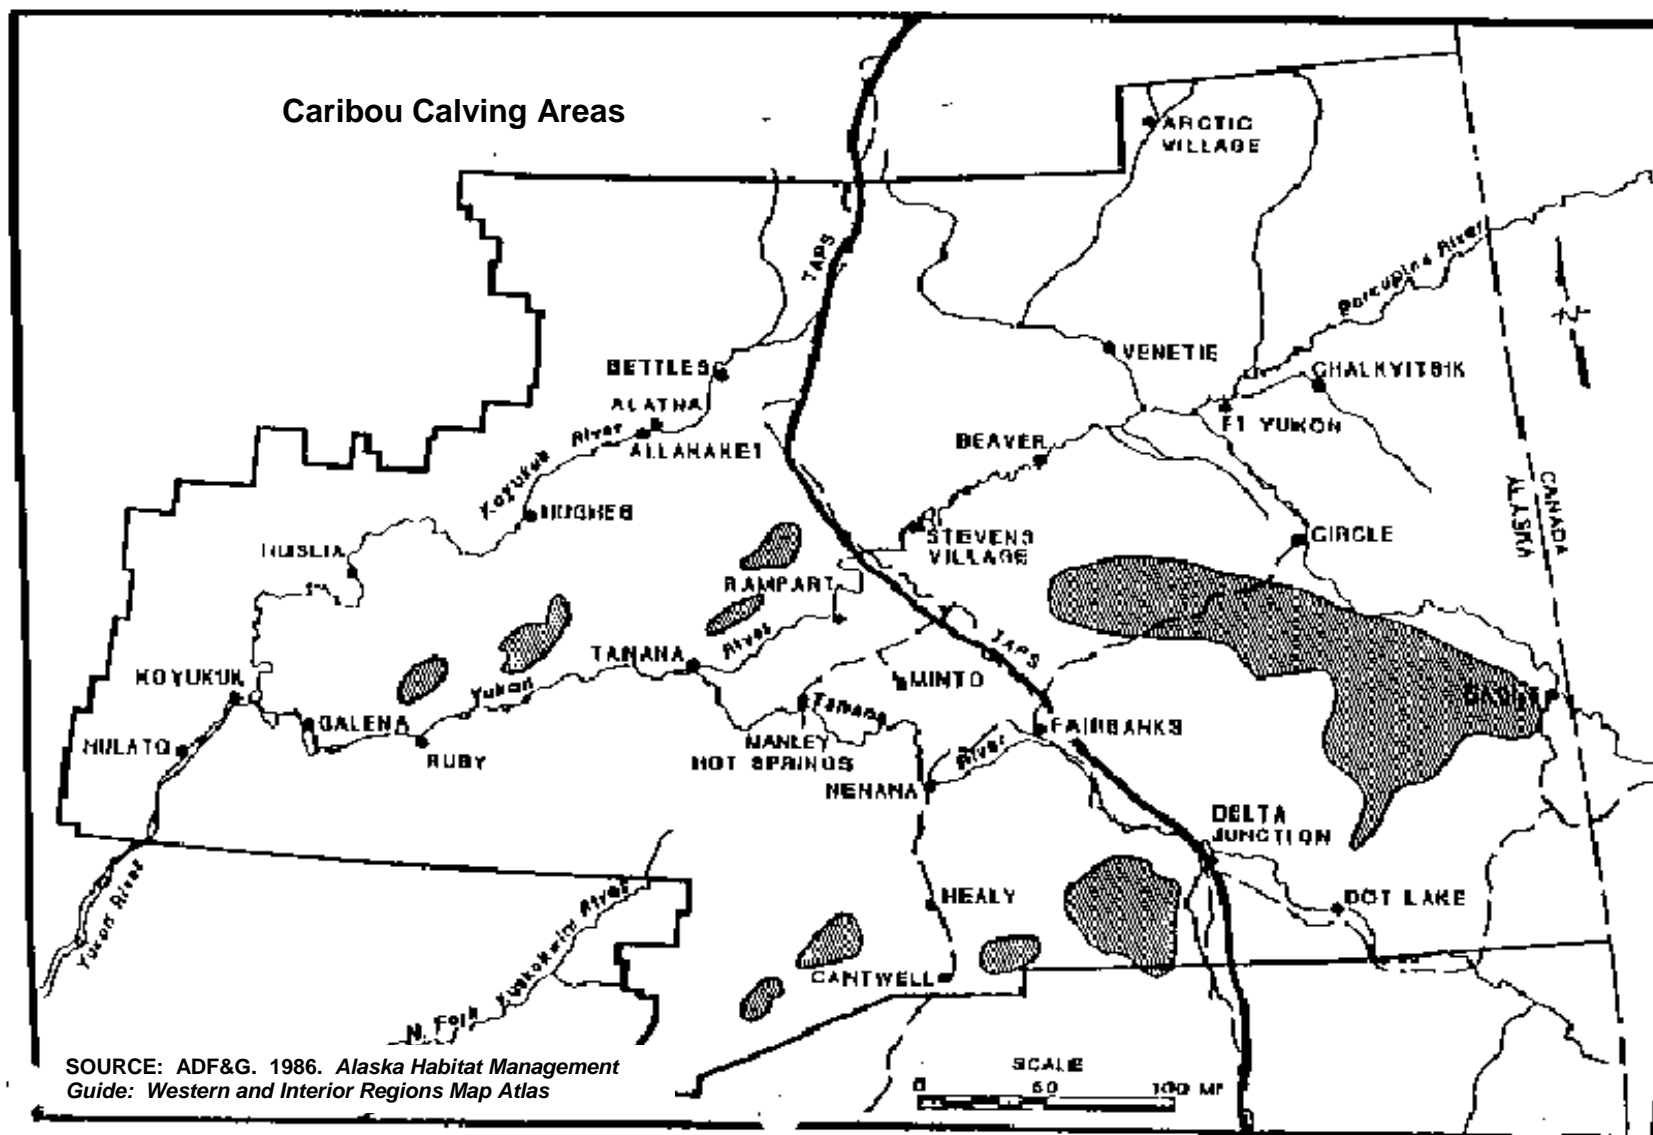 Caribou Calving Areas
ARCTIC
VILLAGE
TAPS
Porcupine River
VENETIE
CHALKYITSIK
BETTLES
ALATNA
Koyukuk River
ALLAKAKET
FT YUKON
BEAVER
HUGHES
CANADA
ALASKA
STEVENS
VILLAGE
CIRCLE
HUSLIA
RAMPART
River
TAPS
TANANA
KOYUKUK
Yukon
MINTO
EAGLE
Tanana
GALENA
FAIRBANKS
NULATO
RUBY
MANLEY
HOT SPRINGS
River
NENANA
DELTA
JUNCTION
Yukon River
HEALY
DOT LAKE
N. Fork Kuskokwim River
CANTWELL
SOURCE: ADF&G. 1986. Alaska Habitat Management
Guide: Western and Interior Regions Map Atlas
SCALE
0 50 100 MI
N